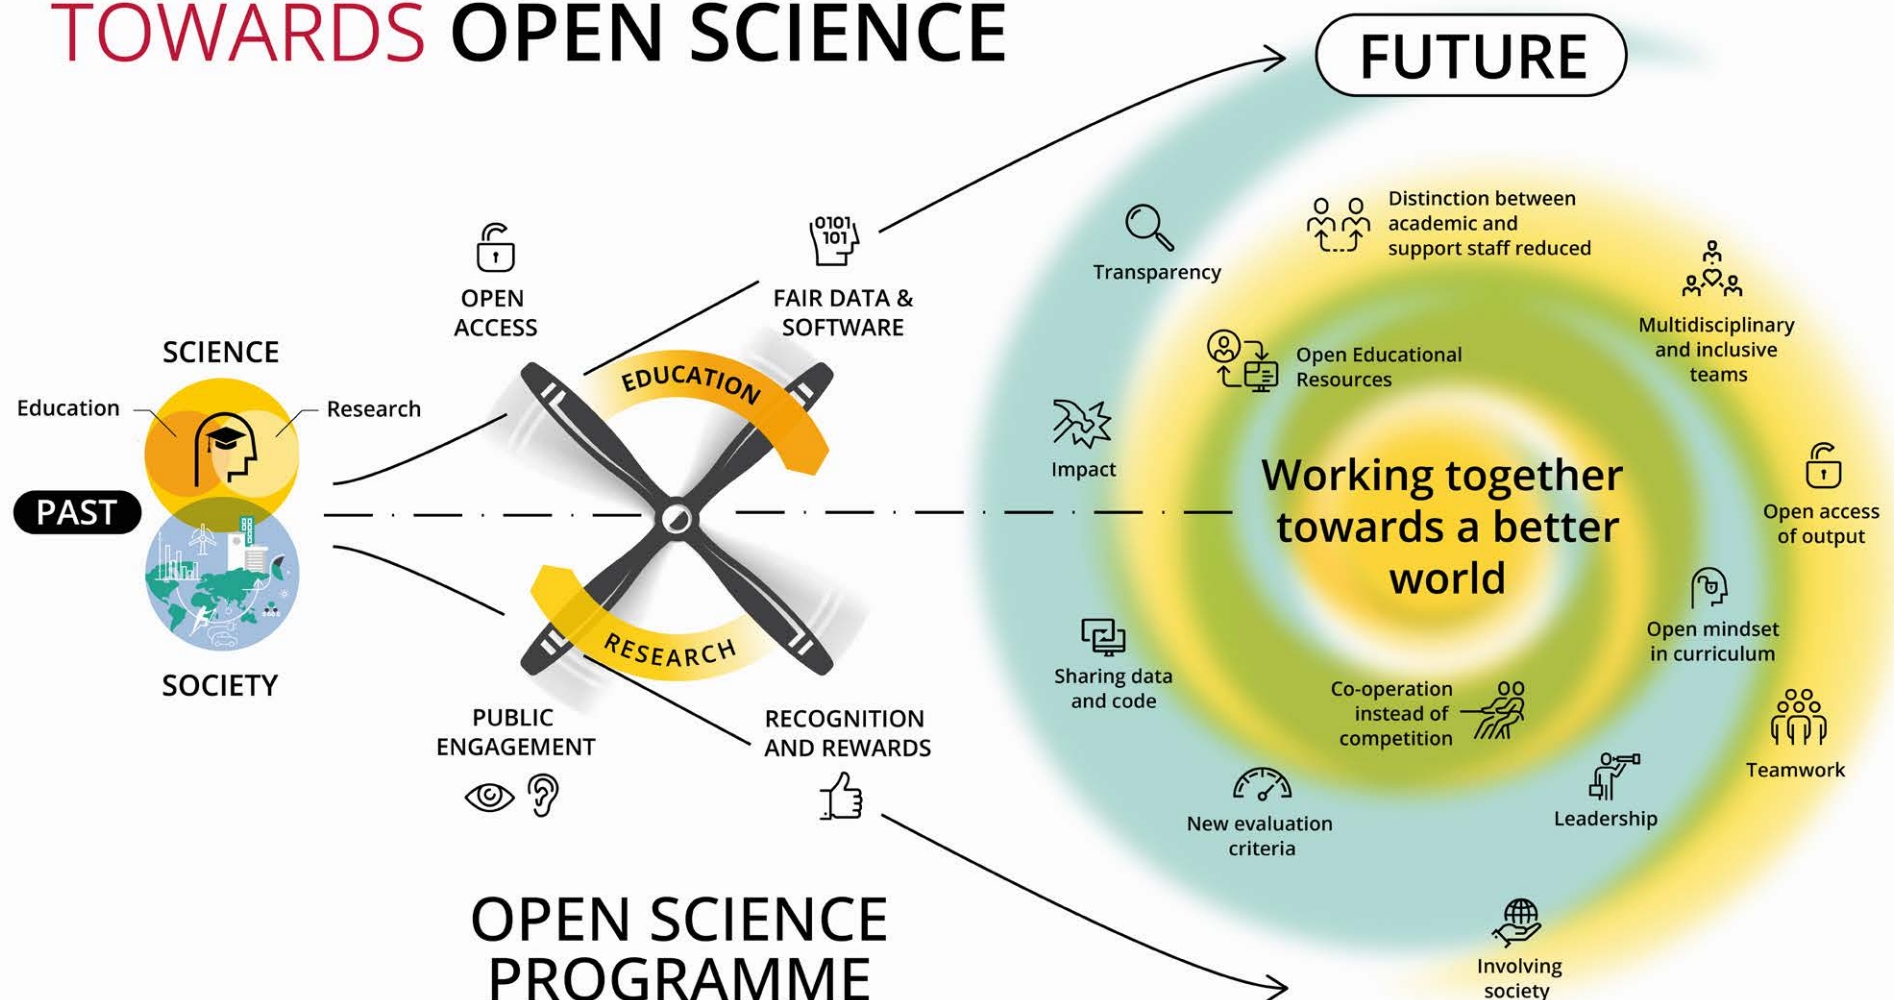 TOWARDS OPEN SCIENCE
FUTURE
PAST
SCIENCE
Education
Research
SOCIETY
OPEN
ACCESS
0101
101
FAIR DATA &
SOFTWARE
EDUCATION
RESEARCH
PUBLIC
ENGAGEMENT
RECOGNITION
AND REWARDS
OPEN SCIENCE
PROGRAMME
Transparency
Distinction between
academic and
support staff reduced
Multidisciplinary
and inclusive
teams
Open Educational
Resources
Impact
Working together
towards a better
world
Open access
of output
Open mindset
in curriculum
Sharing data
and code
Co-operation
instead of
competition
Teamwork
Leadership
New evaluation
criteria
Involving
society